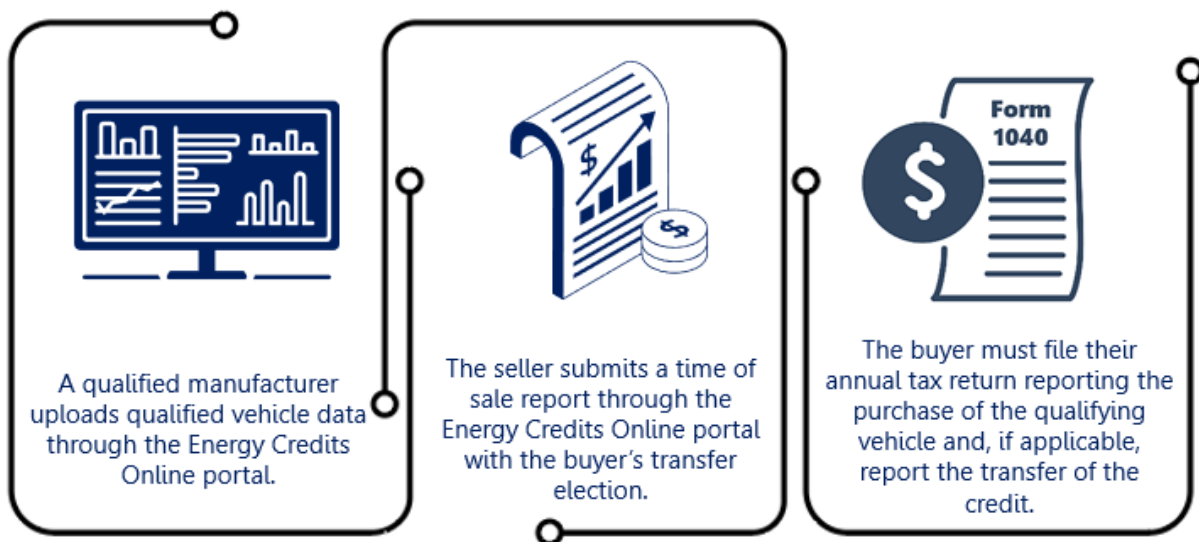 A qualified manufacturer
uploads qualified vehicle data
through the Energy Credits
Online portal.
$
$
The seller submits a time of
sale report through the
Energy Credits Online portal
with the buyer’s transfer
election.
Form
1040
$
The buyer must file their
annual tax return reporting the
purchase of the qualifying
vehicle and, if applicable,
report the transfer of the
credit.